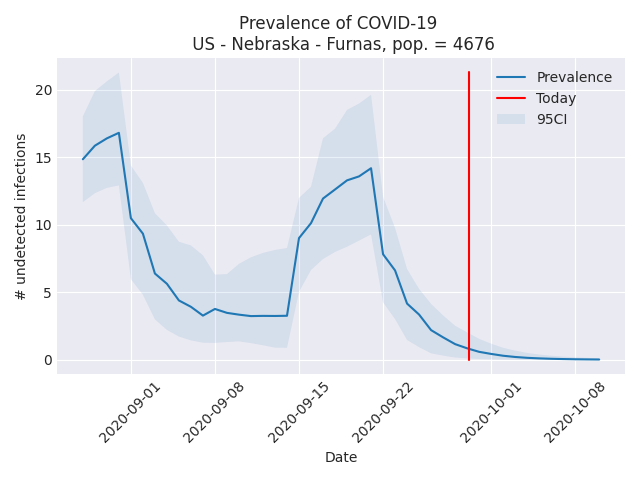 Prevalence of COVID-19
US - Nebraska - Furnas, pop. = 4676
Prevalence
Today
95CI
# undetected infections
20
15
10
5
0
2020-09-01
2020-09-08
2020-09-15
2020-09-22
2020-10-01
2020-10-08
Date